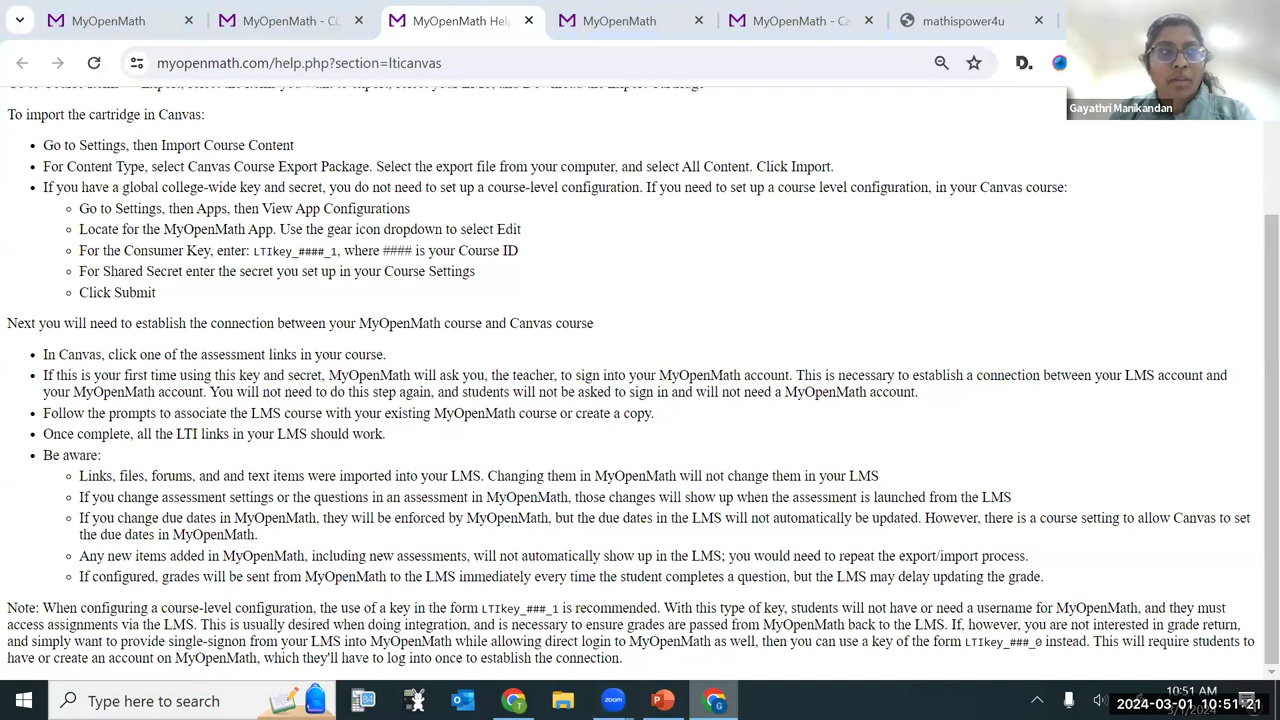 MyOpenMath
MyOpenMath - CC
MyOpenMath Help
MyOpenMath
MyOpenMath - Ca
mathispower4u
myopenmath.com/help.php?section=lticanvas
D.
Gayathri Manikandan
To import the cartridge in Canvas:
Go to Settings, then Import Course Content
For Content Type, select Canvas Course Export Package. Select the export file from your computer, and select All Content. Click Import.
If you have a global college-wide key and secret, you do not need to set up a course-level configuration. If you need to set up a course level configuration, in your Canvas course:
Go to Settings, then Apps, then View App Configurations
Locate for the MyOpenMath App. Use the gear icon dropdown to select Edit
For the Consumer Key, enter: LTIkey_####_1, where #### is your Course ID
For Shared Secret enter the secret you set up in your Course Settings
Click Submit
Next you will need to establish the connection between your MyOpenMath course and Canvas course
In Canvas, click one of the assessment links in your course.
If this is your first time using this key and secret, MyOpenMath will ask you, the teacher, to sign into your MyOpenMath account. This is necessary to establish a connection between your LMS account and
your MyOpenMath account. You will not need to do this step again, and students will not be asked to sign in and will not need a MyOpenMath account.
Follow the prompts to associate the LMS course with your existing MyOpenMath course or create a copy.
Once complete, all the LTI links in your LMS should work.
Be aware:
Links, files, forums, and and text items were imported into your LMS. Changing them in MyOpenMath will not change them in your LMS
If you change assessment settings or the questions in an assessment in MyOpenMath, those changes will show up when the assessment is launched from the LMS
If you change due dates in MyOpenMath, they will be enforced by MyOpenMath, but the due dates in the LMS will not automatically be updated. However, there is a course setting to allow Canvas to set
the due dates in MyOpenMath.
Any new items added in MyOpenMath, including new assessments, will not automatically show up in the LMS; you would need to repeat the export/import process.
If configured, grades will be sent from MyOpenMath to the LMS immediately every time the student completes a question, but the LMS may delay updating the grade.
Note: When configuring a course-level configuration, the use of a key in the form LTIkey_###_1 is recommended. With this type of key, students will not have or need a username for MyOpenMath, and they must
access assignments via the LMS. This is usually desired when doing integration, and is necessary to ensure grades are passed from MyOpenMath back to the LMS. If, however, you are not interested in grade return,
and simply want to provide single-signon from your LMS into MyOpenMath while allowing direct login to MyOpenMath as well, then you can use a key of the form LTIkey_###_0 instead. This will require students to
have or create an account on MyOpenMath, which they'll have to log into once to establish the connection.
Type here to search
zoom
10:51 AM
2024-03-01 10:51:21